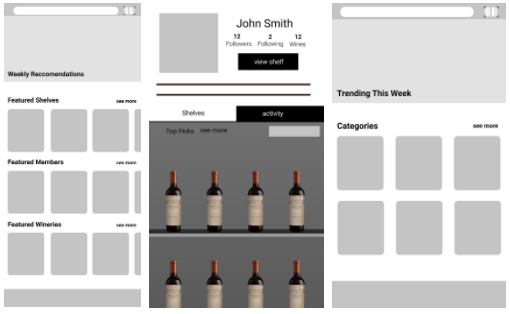 Weekly Reccomendations
Featured Shelves see more
Featured Members see more
Featured Wineries see more
John Smith
12 2 12
Followers Following Wines
view shelf
Shelves activity
Top Picks see more
Trending This Week
Categories see more